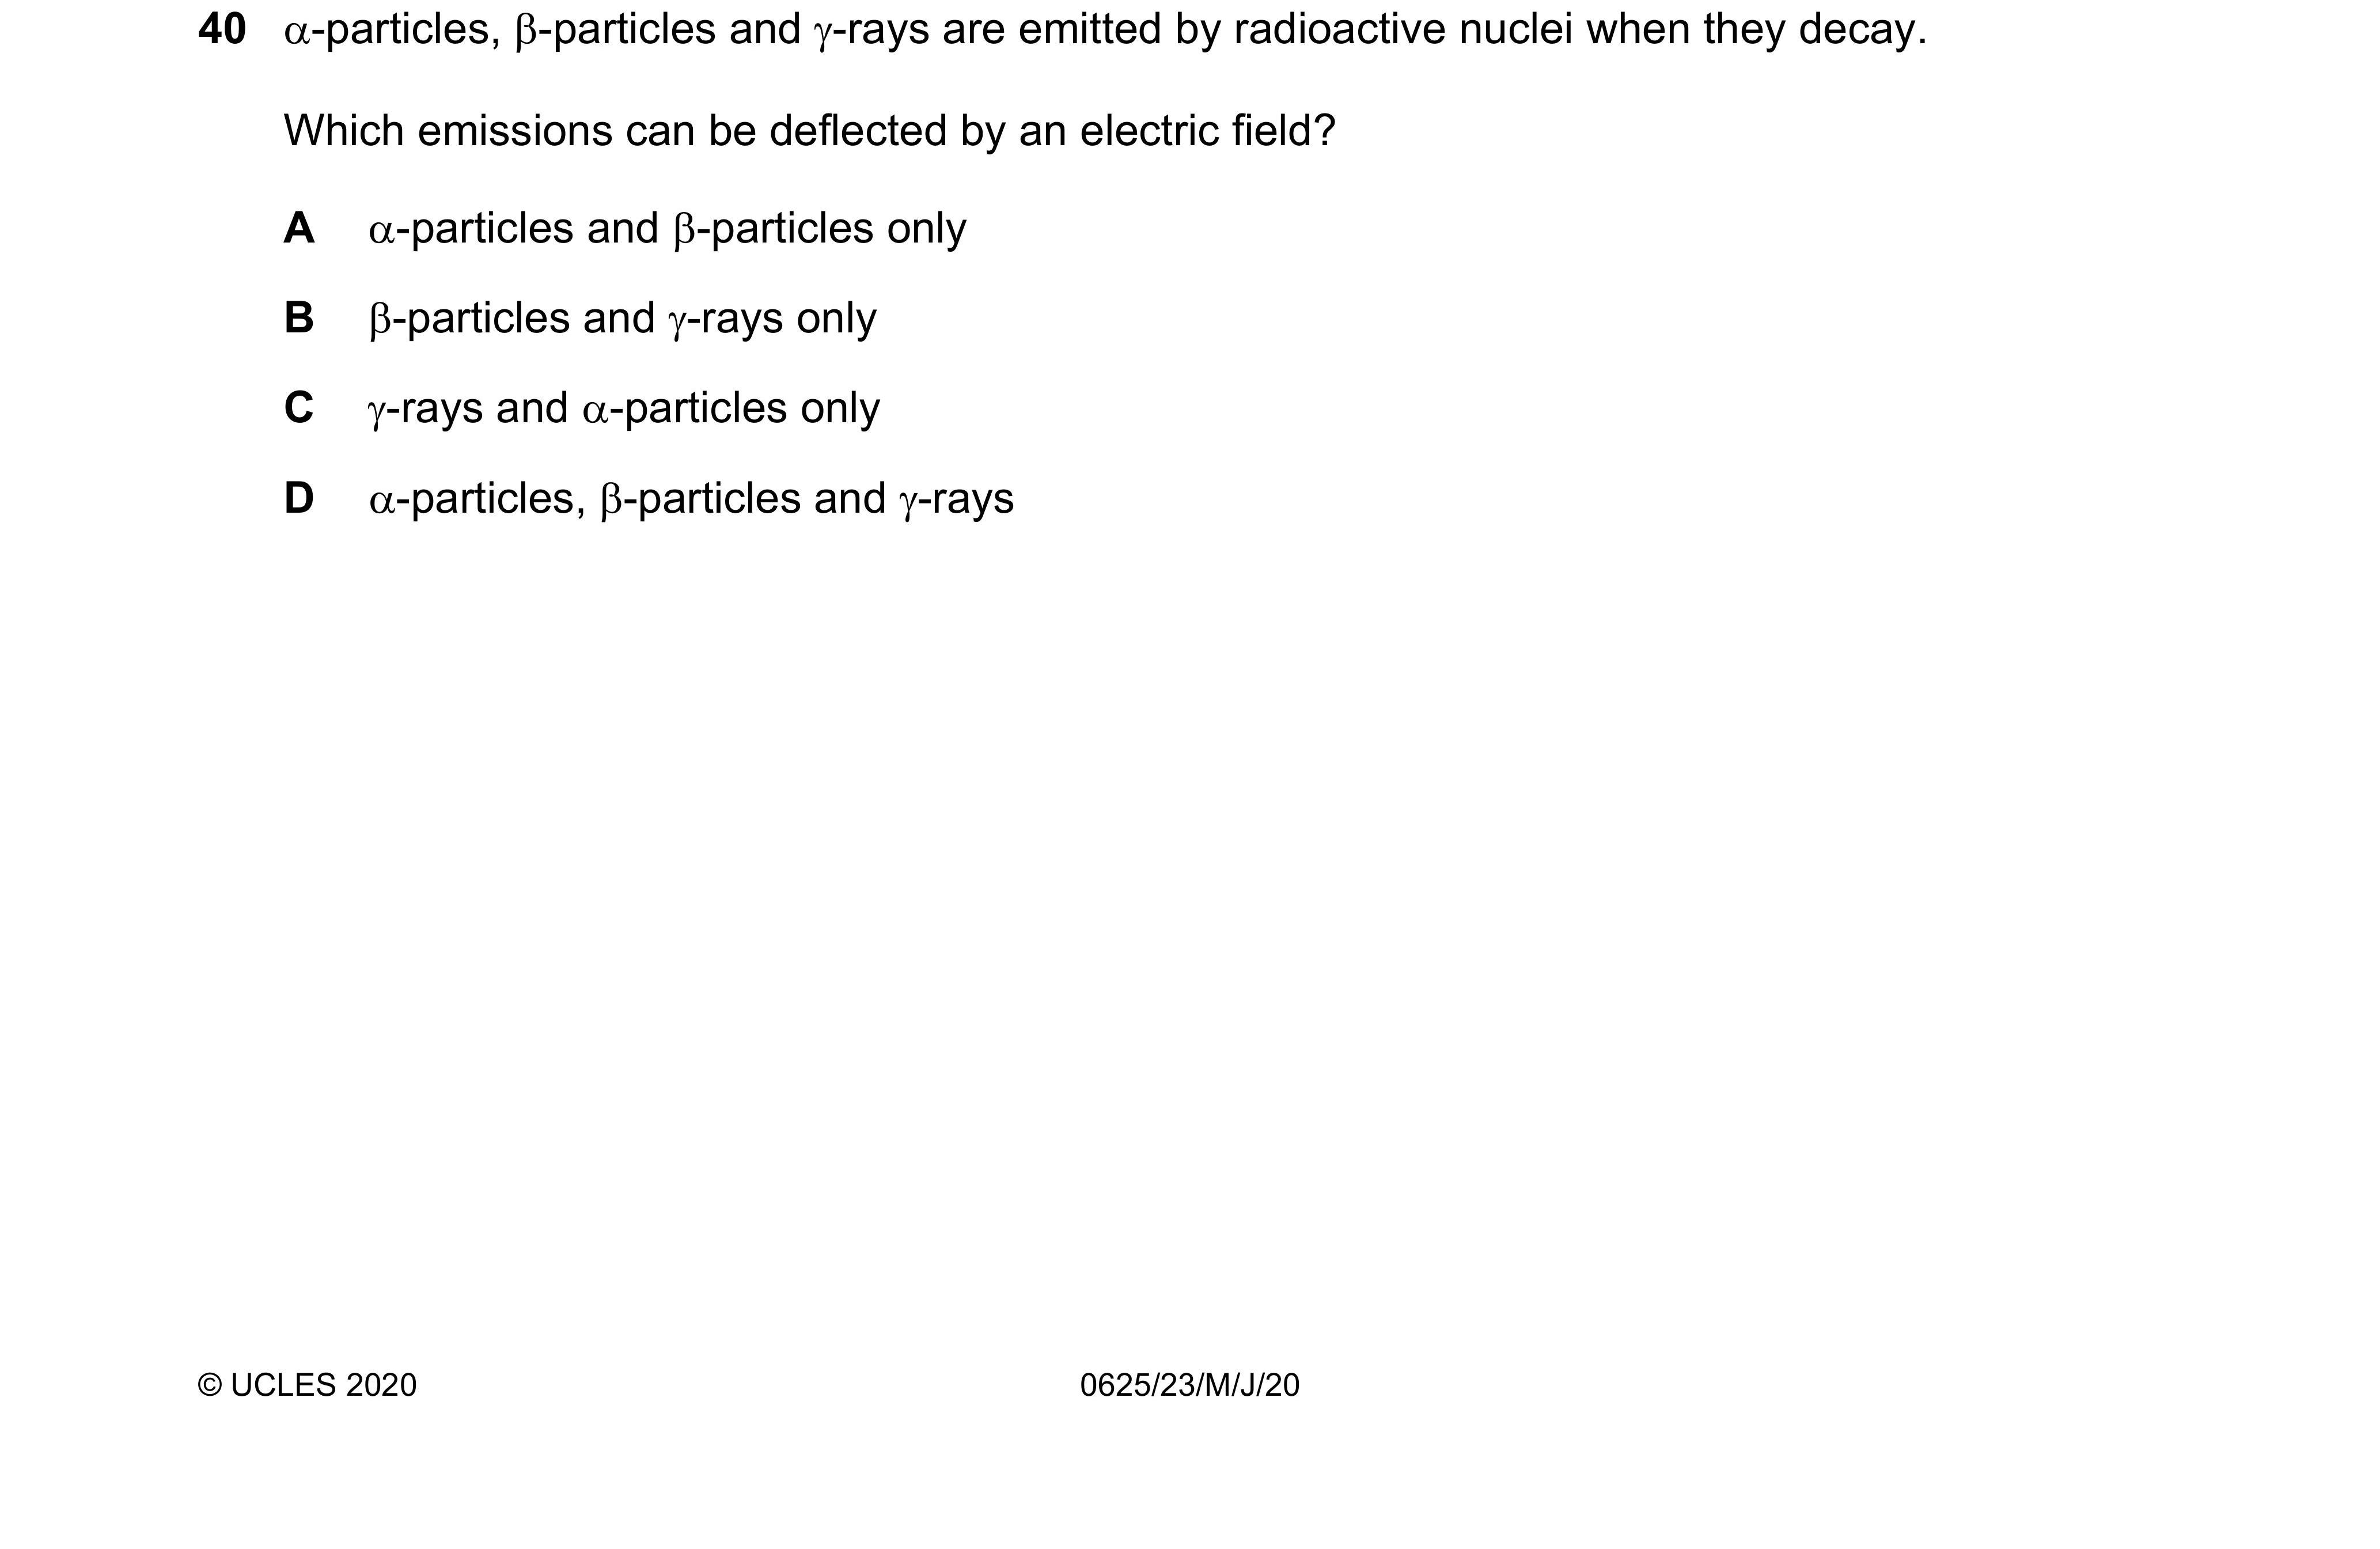 40 α-particles, β-particles and γ-rays are emitted by radioactive nuclei when they decay.
Which emissions can be deflected by an electric field?
A α-particles and β-particles only
B β-particles and γ-rays only
C γ-rays and α-particles only
D α-particles, β-particles and γ-rays
© UCLES 2020 0625/23/M/J/20